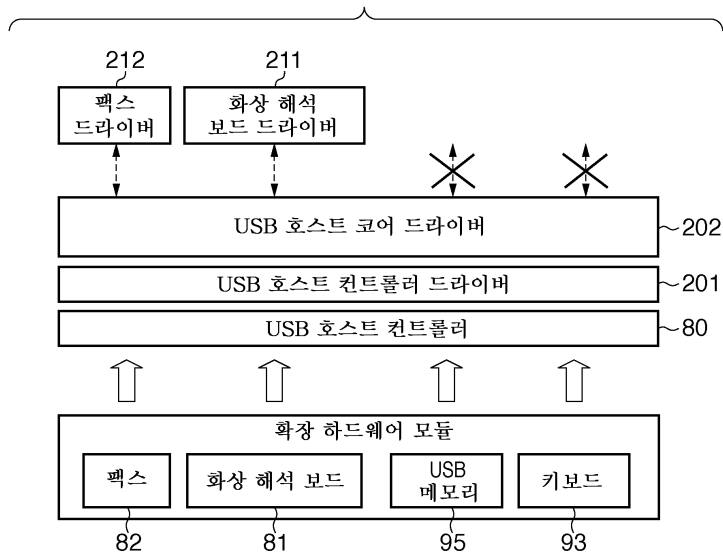 212
211
팩스
드라이버
화상 해석
보드 드라이버
USB 호스트 코어 드라이버
202
USB 호스트 컨트롤러 드라이버
201
USB 호스트 컨트롤러
80
확장 하드웨어 모듈
팩스
화상 해석 보드
USB
메모리
키보드
82
81
95
93